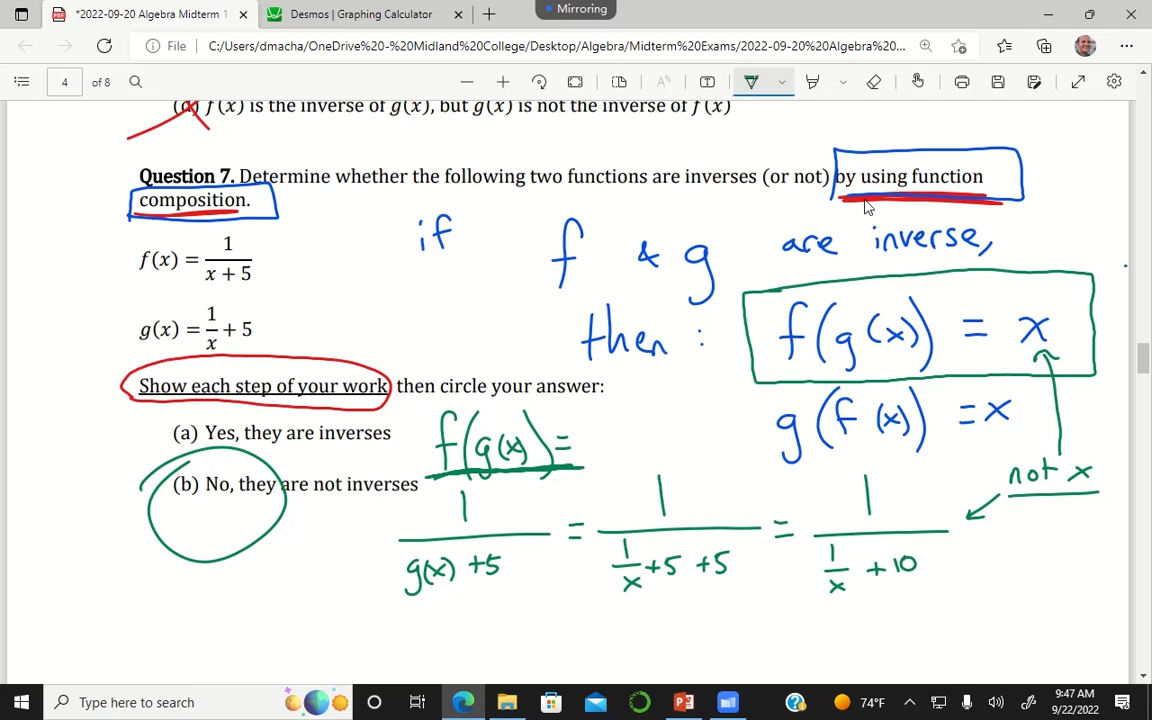 *2022-09-20 Algebra Midterm
Desmos | Graphing Calculator
Mirroring
File
C:/Users/dmacha/OneDrive%20-%20Midland%20College/Desktop/Algebra/Midterm%20Exams/2022-09-20%20Algebra%20...
4 of 8
f(x) is the inverse of g(x), but g(x) is not the inverse of f(x)
Question 7. Determine whether the following two functions are inverses (or not) by using function
composition.
if f & g are inverse,
f(x) = 1/(x + 5)
then : f(g(x)) = x
g(x) = 1/x + 5
Show each step of your work then circle your answer:
g(f(x)) = x
(a) Yes, they are inverses
f(g(x)) =
not x
(b) No, they are not inverses
1/(g(x) + 5) = 1/(1/x + 5 + 5) = 1/(1/x + 10)
Type here to search
74°F
9:47 AM
9/22/2022